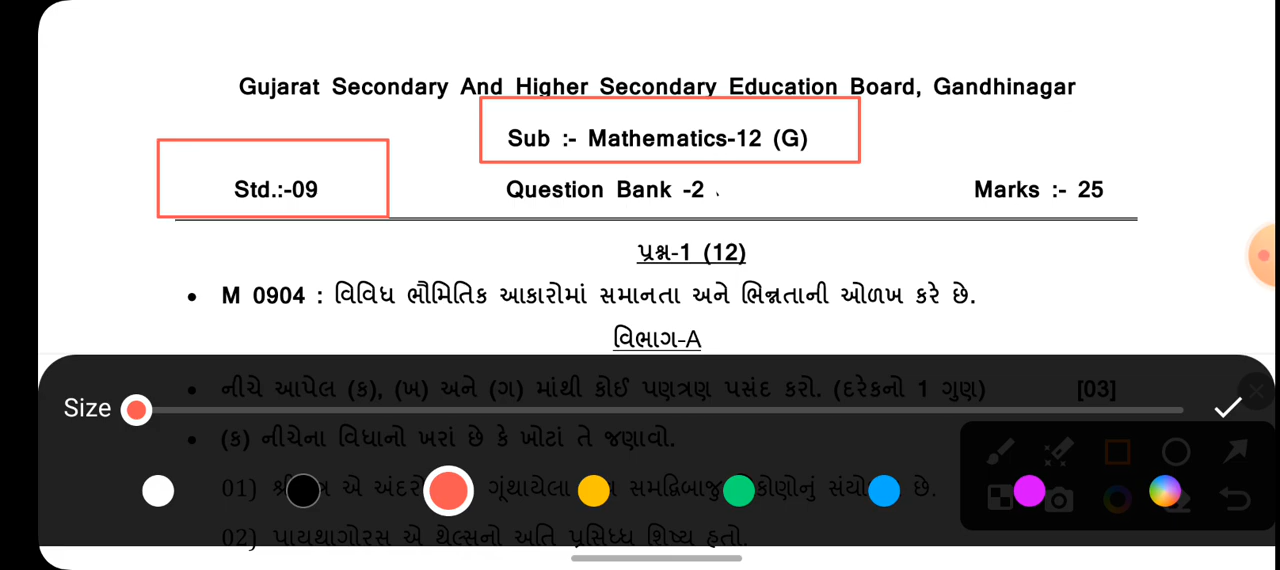 Gujarat Secondary And Higher Secondary Education Board, Gandhinagar
Sub :- Mathematics-12 (G)
Std.:-09 Question Bank -2 Marks :- 25
પ્રશ્ન-1 (12)
• M 0904 : વિવિધ ભૌમિતિક આકારોમાં સમાનતા અને ભિન્નતાની ઓળખ કરે છે.
વિભાગ-A
• નીચે આપેલ (ક), (ખ) અને (ગ) માંથી કોઈ પણત્રણ પસંદ કરો. (દરેકનો 1 ગુણ) [03]
Size
• (ક) નીચેના વિધાનો ખરાં છે કે ખોટાં તે જણાવો.
01) એ ગૂંથાયેલા છે.
02) પાયથાગોરસ એ થેલ્સનો અતિ પ્રસિધ્ધ શિષ્ય હતો.